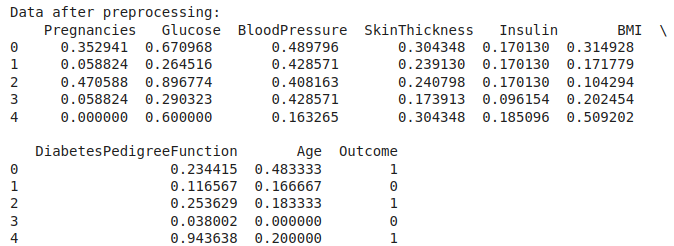 Data after preprocessing:
Pregnancies Glucose BloodPressure SkinThickness Insulin BMI \
0 0.352941 0.670968 0.489796 0.304348 0.170130 0.314928
1 0.058824 0.264516 0.428571 0.239130 0.170130 0.171779
2 0.470588 0.896774 0.408163 0.240798 0.170130 0.104294
3 0.058824 0.290323 0.428571 0.173913 0.096154 0.202454
4 0.000000 0.600000 0.163265 0.304348 0.185096 0.509202
DiabetesPedigreeFunction Age Outcome
0 0.234415 0.483333 1
1 0.116567 0.166667 0
2 0.253629 0.183333 1
3 0.038002 0.000000 0
4 0.943638 0.200000 1